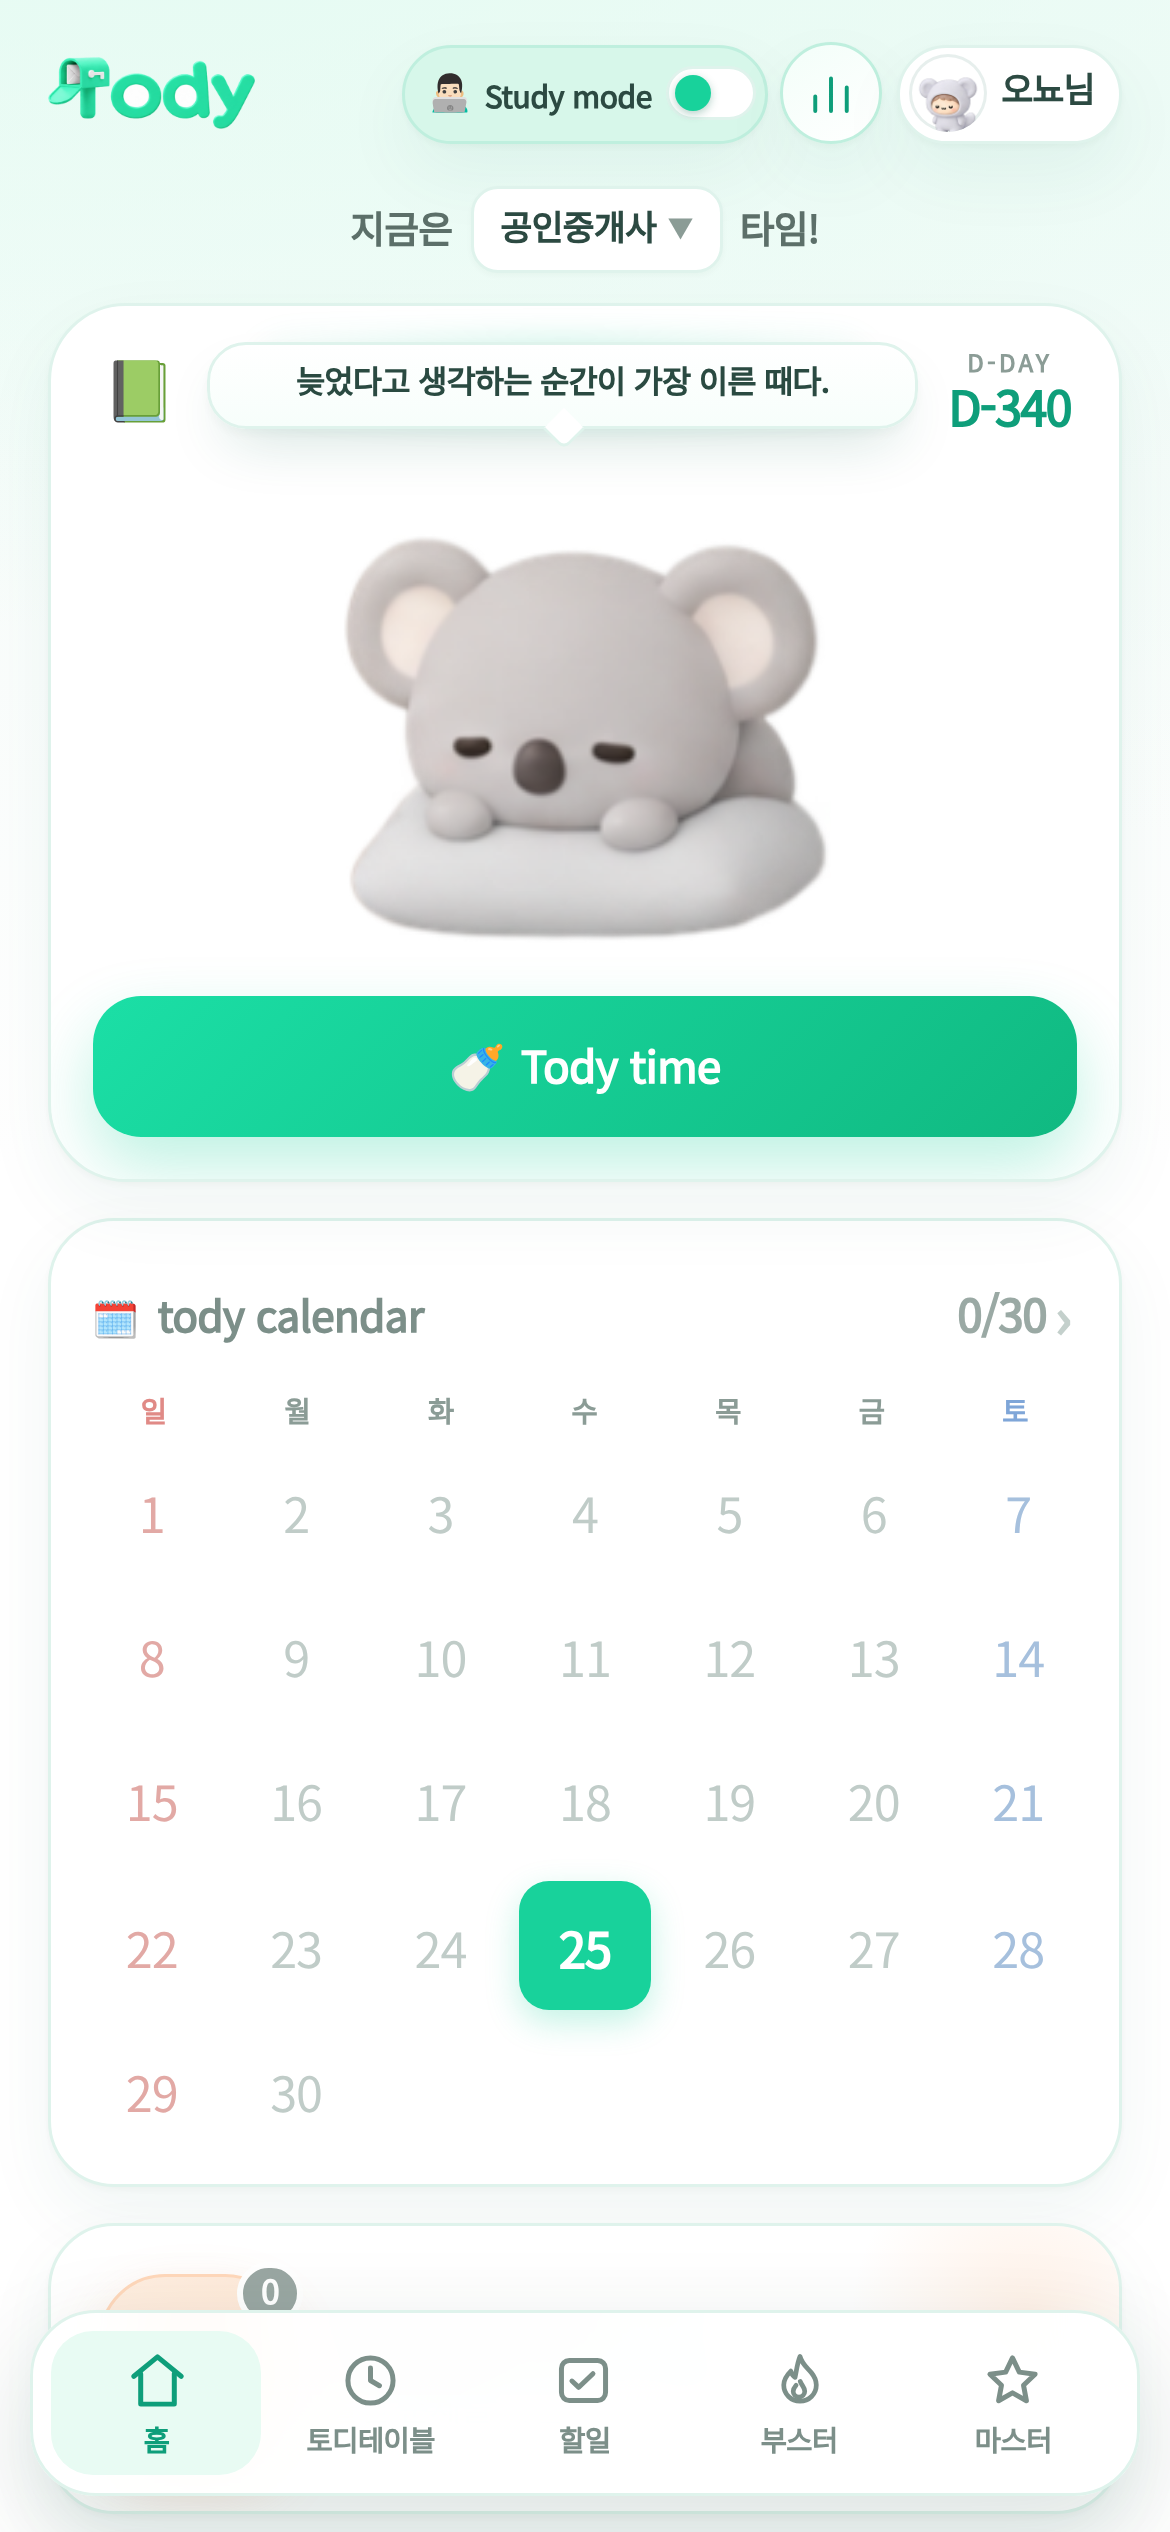 Tody
Study mode
오뇨님
지금은 공인중개사 ▼ 타임!
늦었다고 생각하는 순간이 가장 이른 때다.
D-DAY
D-340
Tody time
tody calendar
0/30 ›
일 월 화 수 목 금 토
1 2 3 4 5 6 7
8 9 10 11 12 13 14
15 16 17 18 19 20 21
22 23 24 25 26 27 28
29 30
0
홈 토디테이블 할일 부스터 마스터